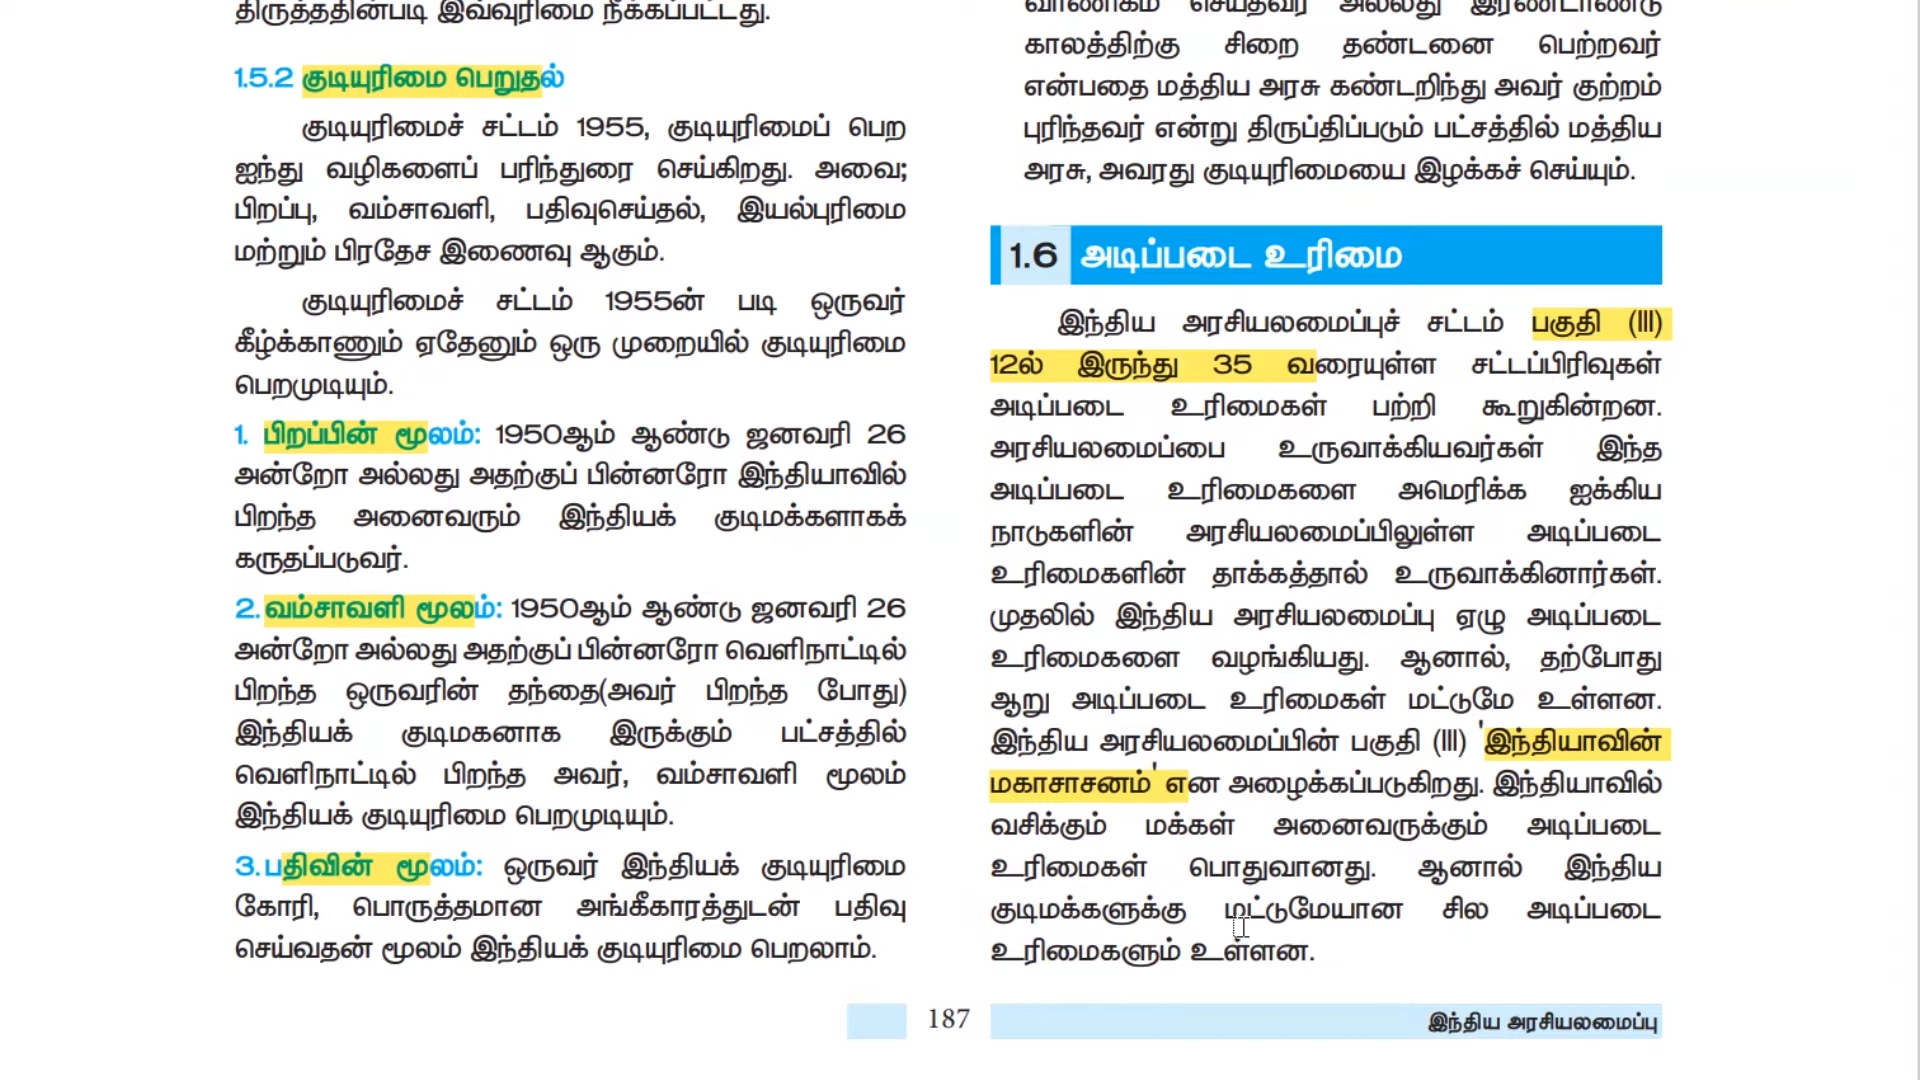 திருத்ததின்படி இவ்வுரிமை நீக்கப்பட்டது.
1.5.2 குடியுரிமை பெறுதல்
குடியுரிமைச் சட்டம் 1955, குடியுரிமைப் பெற
ஐந்து வழிகளைப் பரிந்துரை செய்கிறது. அவை;
பிறப்பு, வம்சாவளி, பதிவுசெய்தல், இயல்புரிமை
மற்றும் பிரதேச இணைவு ஆகும்.
குடியுரிமைச் சட்டம் 1955ன் படி ஒருவர்
கீழ்க்காணும் ஏதேனும் ஒரு முறையில் குடியுரிமை
பெறமுடியும்.
1. பிறப்பின் மூலம்: 1950ஆம் ஆண்டு ஜனவரி 26
அன்றோ அல்லது அதற்குப் பின்னரோ இந்தியாவில்
பிறந்த அனைவரும் இந்தியக் குடிமக்களாகக்
கருதப்படுவர்.
2. வம்சாவளி மூலம்: 1950ஆம் ஆண்டு ஜனவரி 26
அன்றோ அல்லது அதற்குப் பின்னரோ வெளிநாட்டில்
பிறந்த ஒருவரின் தந்தை(அவர் பிறந்த போது)
இந்தியக் குடிமகனாக இருக்கும் பட்சத்தில்
வெளிநாட்டில் பிறந்த அவர், வம்சாவளி மூலம்
இந்தியக் குடியுரிமை பெறமுடியும்.
3. பதிவின் மூலம்: ஒருவர் இந்தியக் குடியுரிமை
கோரி, பொருத்தமான அங்கீகாரத்துடன் பதிவு
செய்வதன் மூலம் இந்தியக் குடியுரிமை பெறலாம்.
வாணிகம் செய்தவர் அல்லது இரண்டாண்டு
காலத்திற்கு சிறை தண்டனை பெற்றவர்
என்பதை மத்திய அரசு கண்டறிந்து அவர் குற்றம்
புரிந்தவர் என்று திருப்திப்படும் பட்சத்தில் மத்திய
அரசு, அவரது குடியுரிமையை இழக்கச் செய்யும்.
1.6 அடிப்படை உரிமை
இந்திய அரசியலமைப்புச் சட்டம் பகுதி (III)
12ல் இருந்து 35 வரையுள்ள சட்டப்பிரிவுகள்
அடிப்படை உரிமைகள் பற்றி கூறுகின்றன.
அரசியலமைப்பை உருவாக்கியவர்கள் இந்த
அடிப்படை உரிமைகளை அமெரிக்க ஐக்கிய
நாடுகளின் அரசியலமைப்பிலுள்ள அடிப்படை
உரிமைகளின் தாக்கத்தால் உருவாக்கினார்கள்.
முதலில் இந்திய அரசியலமைப்பு ஏழு அடிப்படை
உரிமைகளை வழங்கியது. ஆனால், தற்போது
ஆறு அடிப்படை உரிமைகள் மட்டுமே உள்ளன.
இந்திய அரசியலமைப்பின் பகுதி (III) 'இந்தியாவின்
மகாசாசனம்' என அழைக்கப்படுகிறது. இந்தியாவில்
வசிக்கும் மக்கள் அனைவருக்கும் அடிப்படை
உரிமைகள் பொதுவானது. ஆனால் இந்திய
குடிமக்களுக்கு மட்டுமேயான சில அடிப்படை
உரிமைகளும் உள்ளன.
187
இந்திய அரசியலமைப்பு